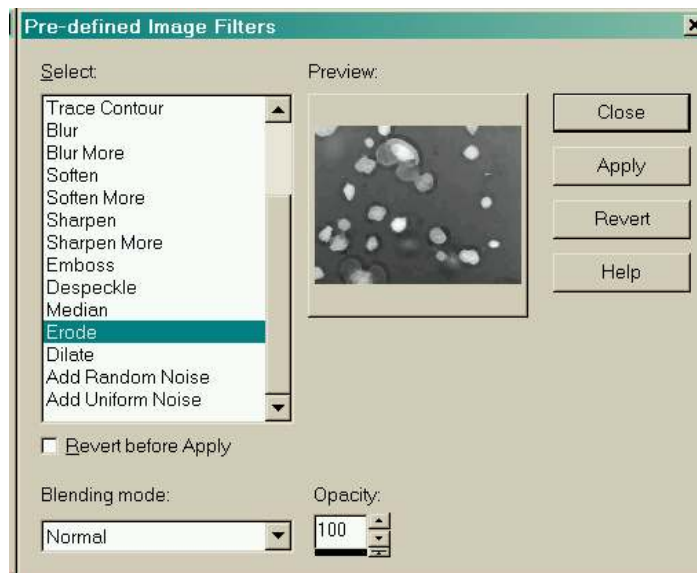 Pre-defined Image Filters
Select:
Trace Contour
Blur
Blur More
Soften
Soften More
Sharpen
Sharpen More
Emboss
Despeckle
Median
Erode
Dilate
Add Random Noise
Add Uniform Noise
Revert before Apply
Blending mode:
Normal
Preview:
Opacity:
100
Close
Apply
Revert
Help